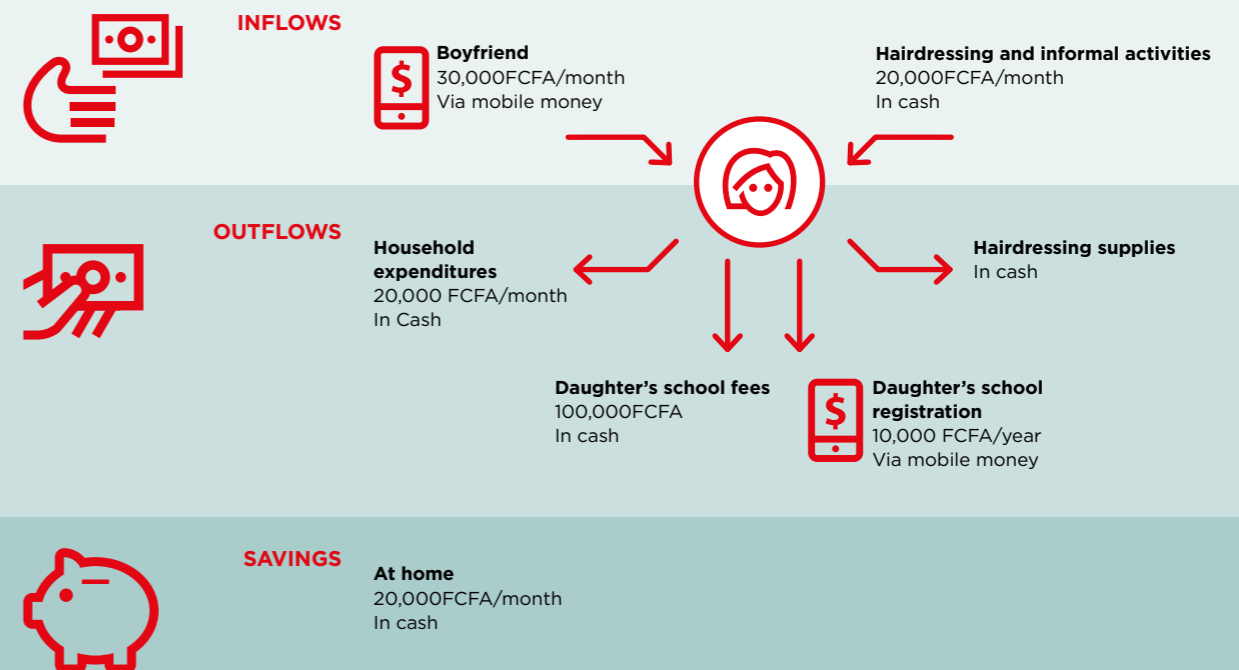 INFLOWS
Boyfriend
30,000FCFA/month
Via mobile money
Hairdressing and informal activities
20,000FCFA/month
In cash
OUTFLOWS
Household
expenditures
20,000 FCFA/month
In Cash
Hairdressing supplies
In cash
Daughter's school fees
100,000FCFA
In cash
$
Daughter's school
registration
10,000 FCFA/year
Via mobile money
SAVINGS
At home
20,000FCFA/month
In cash